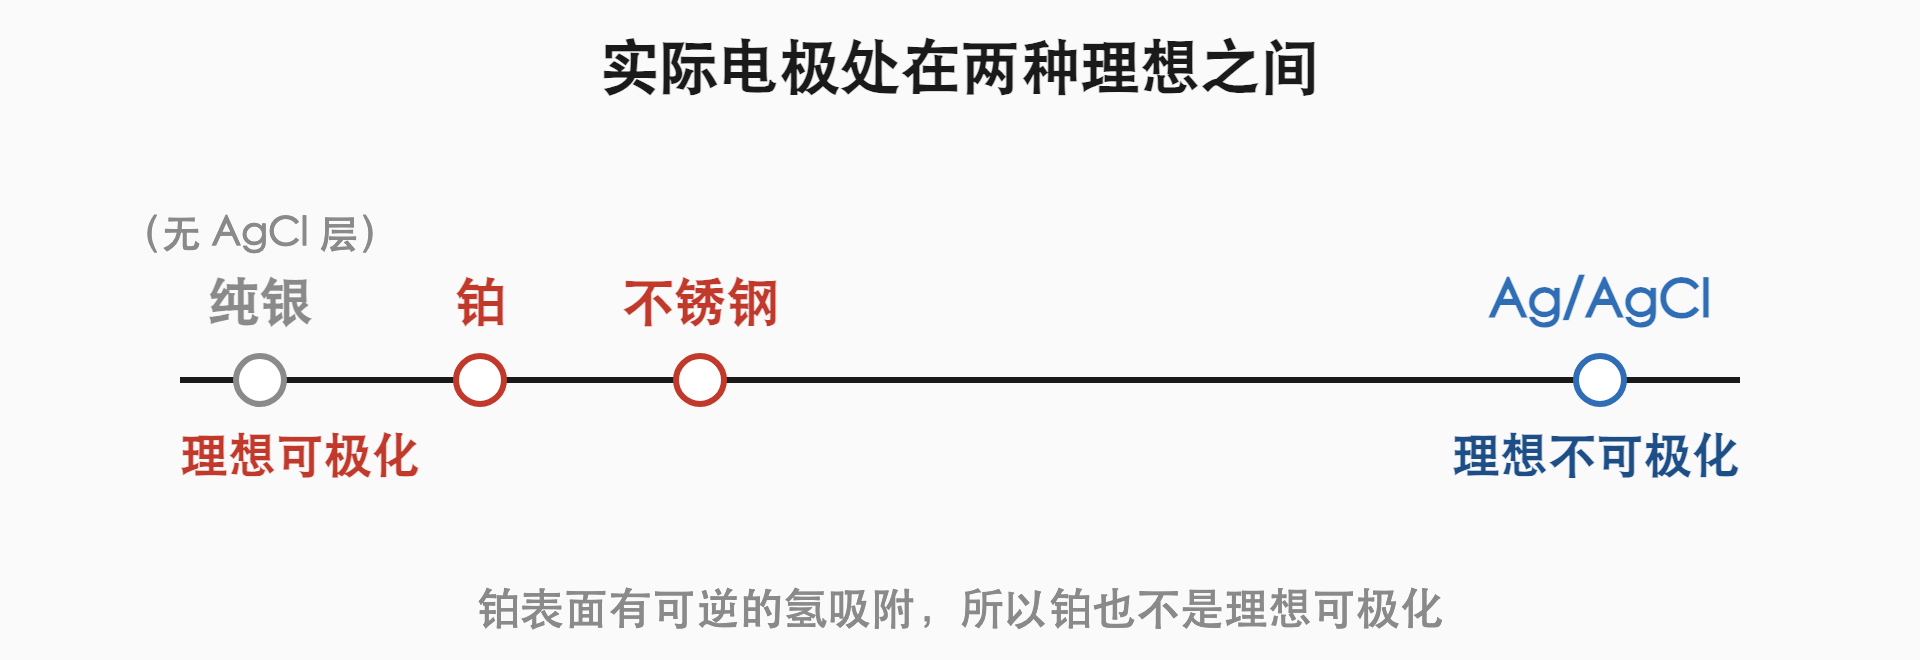 实际电极处在两种理想之间
（无 AgCl 层）
纯银
铂
不锈钢
Ag/AgCl
理想可极化
理想不可极化
铂表面有可逆的氢吸附，所以铂也不是理想可极化